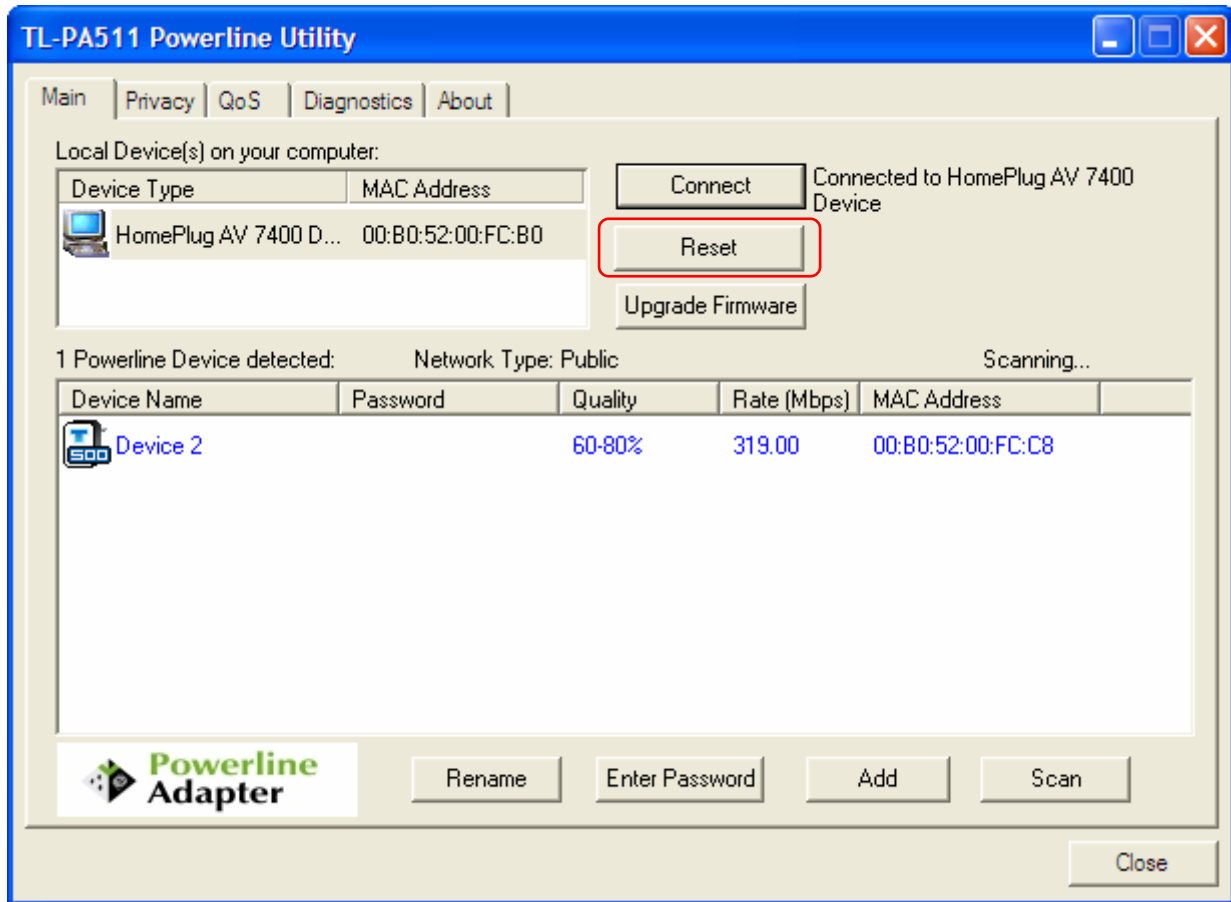 TL-PA511 Powerline Utility
Main Privacy QoS Diagnostics About
Local Device(s) on your computer:
Device Type MAC Address
HomePlug AV 7400 D... 00:B0:52:00:FC:B0
Connect
Connected to HomePlug AV 7400
Device
Reset
Upgrade Firmware
1 Powerline Device detected: Network Type: Public Scanning...
Device Name Password Quality Rate (Mbps) MAC Address
T
500
Device 2 60-80% 319.00 00:B0:52:00:FC:C8
Powerline
Adapter
Rename Enter Password Add Scan
Close